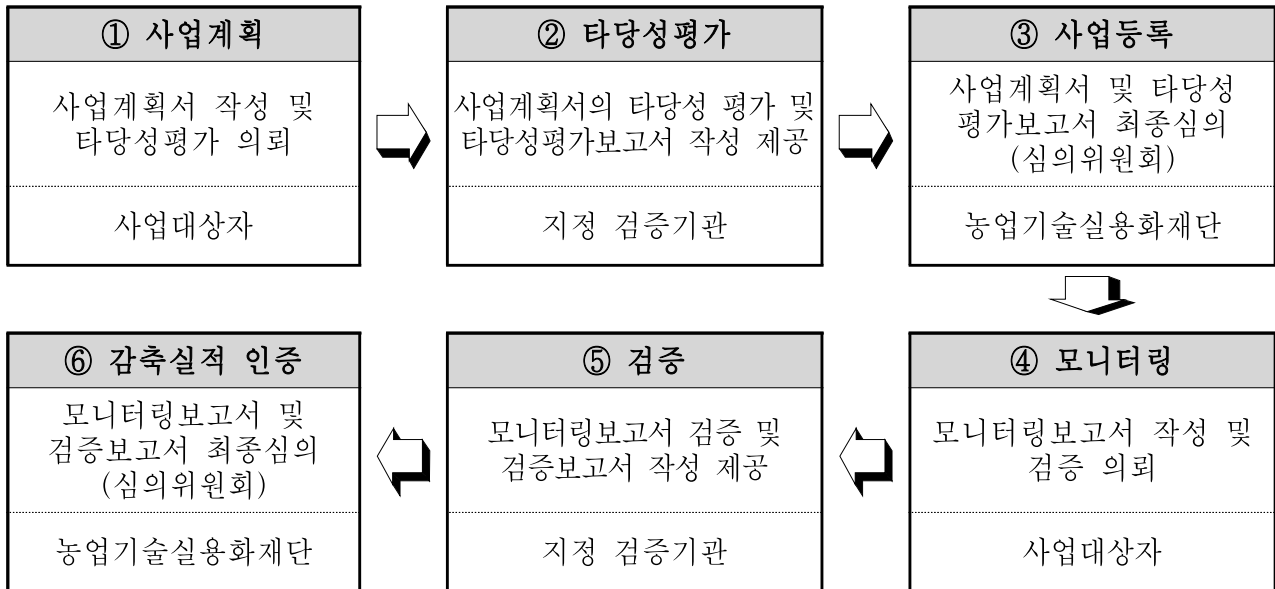 ① 사업계획
사업계획서 작성 및
타당성평가 의뢰
사업대상자
② 타당성평가
사업계획서의 타당성 평가 및
타당성평가보고서 작성 제공
지정 검증기관
③ 사업등록
사업계획서 및 타당성
평가보고서 최종심의
(심의위원회)
농업기술실용화재단
④ 모니터링
모니터링보고서 작성 및
검증 의뢰
사업대상자
⑤ 검증
모니터링보고서 검증 및
검증보고서 작성 제공
지정 검증기관
⑥ 감축실적 인증
모니터링보고서 및
검증보고서 최종심의
(심의위원회)
농업기술실용화재단